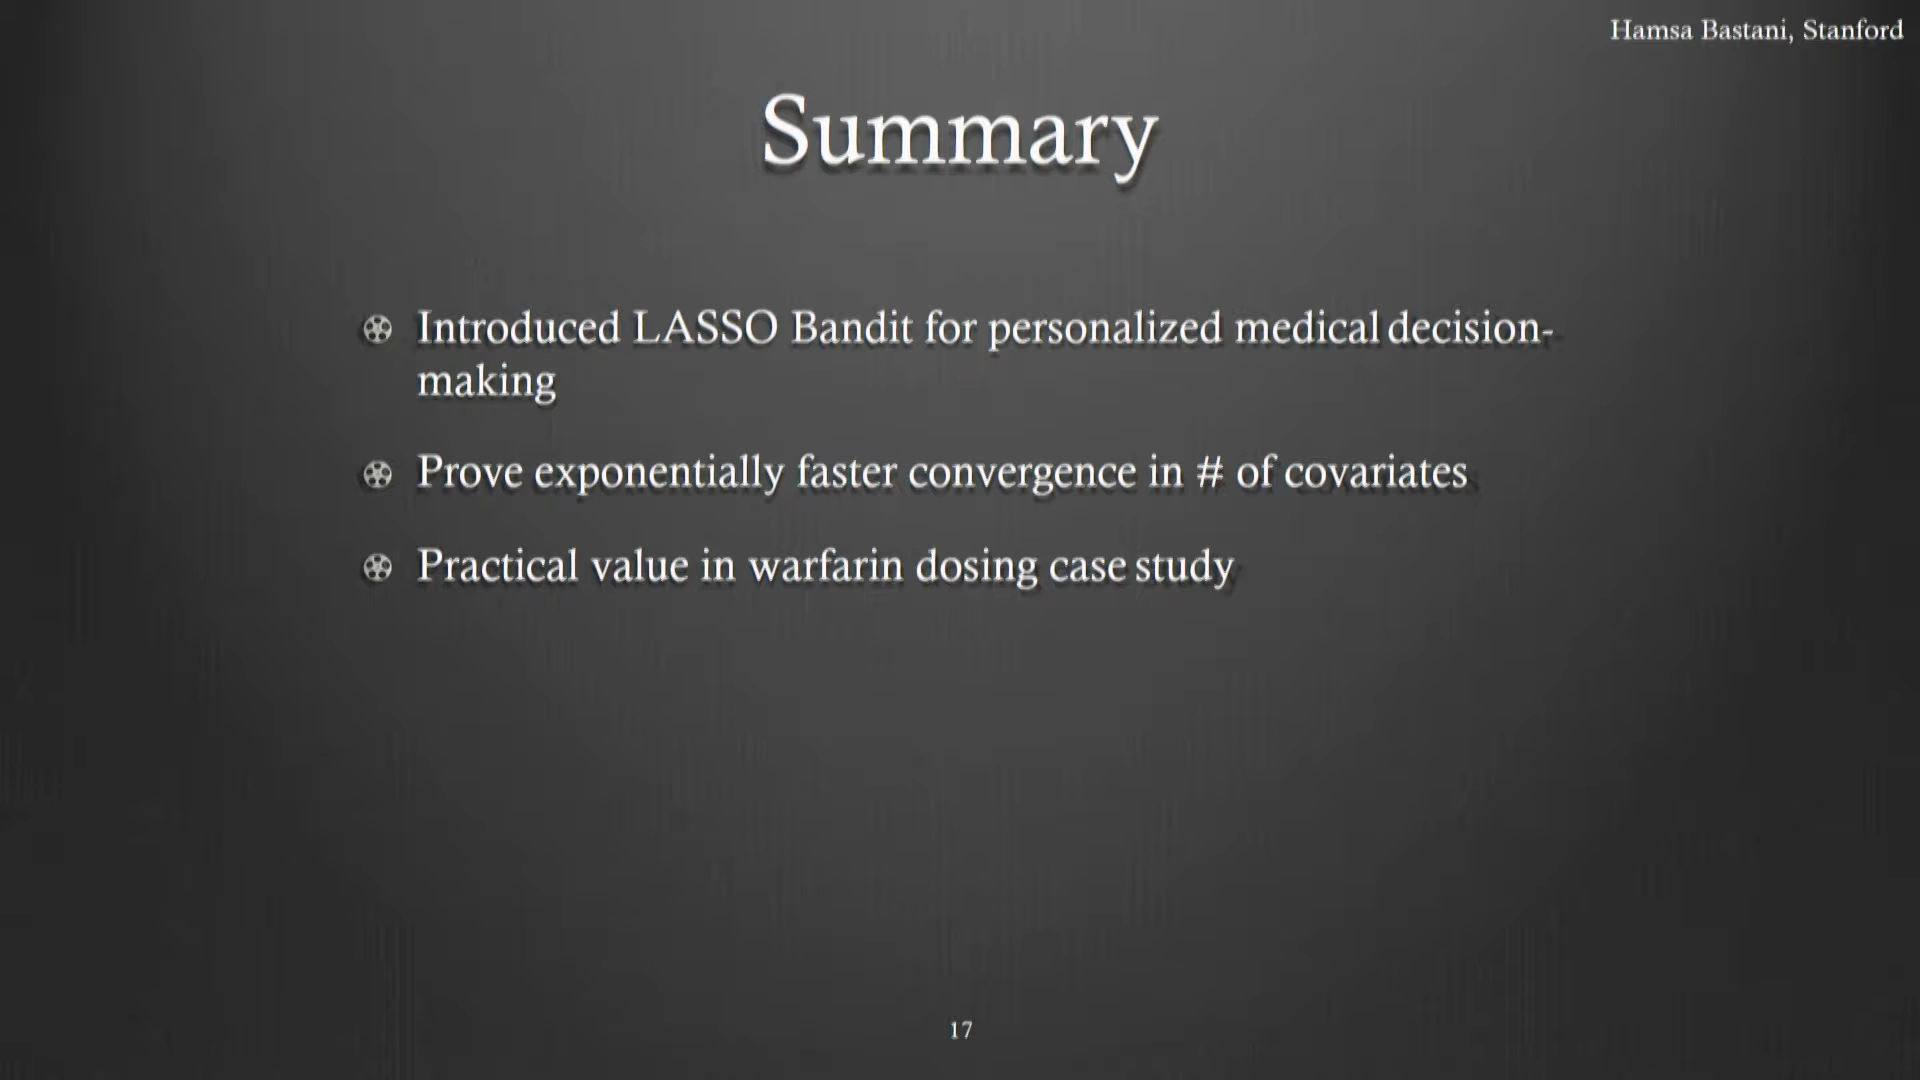 Hamsa Bastani, Stanford
Summary
Introduced LASSO Bandit for personalized medical decision-
making
Prove exponentially faster convergence in # of covariates
Practical value in warfarin dosing case study
17